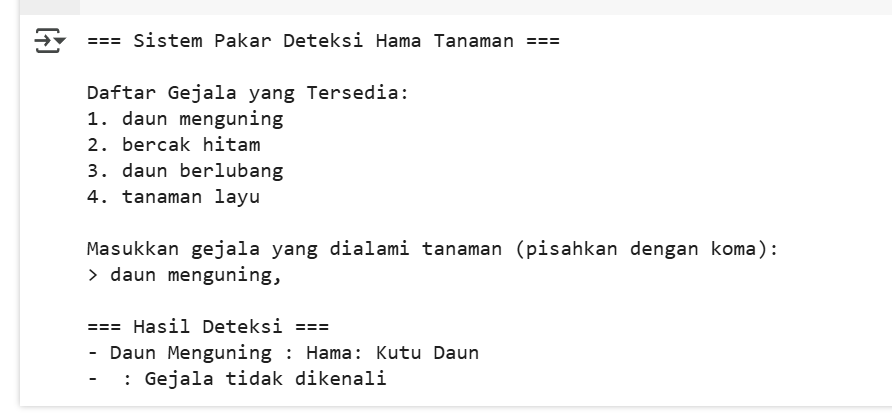 === Sistem Pakar Deteksi Hama Tanaman ===
Daftar Gejala yang Tersedia:
1. daun menguning
2. bercak hitam
3. daun berlubang
4. tanaman layu
Masukkan gejala yang dialami tanaman (pisahkan dengan koma):
> daun menguning,
=== Hasil Deteksi ===
- Daun Menguning : Hama: Kutu Daun
-  : Gejala tidak dikenali